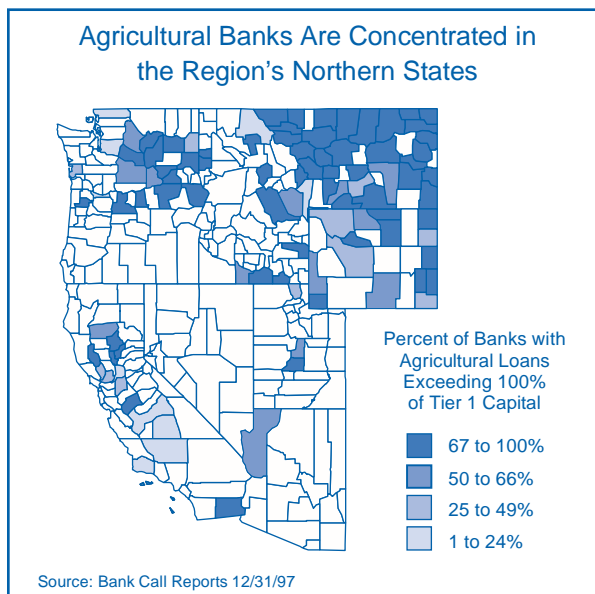 Agricultural Banks Are Concentrated in
the Region's Northern States
Percent of Banks with
Agricultural Loans
Exceeding 100%
of Tier 1 Capital
67 to 100%
50 to 66%
25 to 49%
1 to 24%
Source: Bank Call Reports 12/31/97